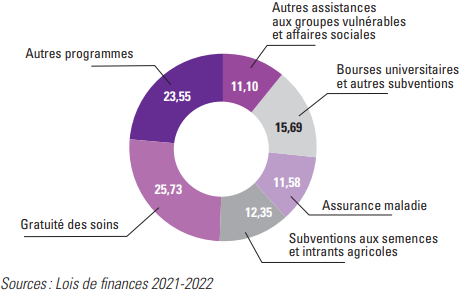 Autres assistances
aux groupes vulnérables
et affaires sociales
Autres programmes
Bourses universitaires
et autres subventions
23,55
11,10
15,69
11,58
25,73
12,35
Assurance maladie
Gratuité des soins
Subventions aux semences
et intrants agricoles
Sources : Lois de finances 2021-2022